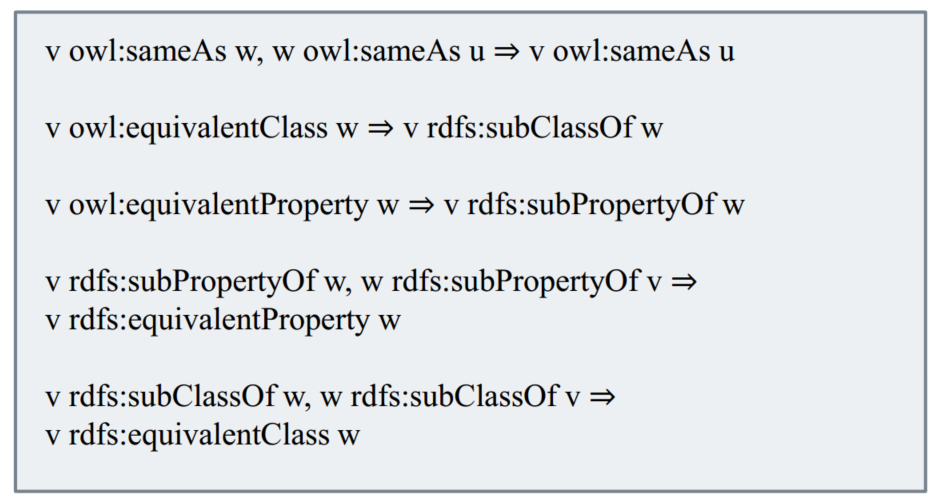 v owl:sameAs w, w owl:sameAs u ⇒ v owl:sameAs u
v owl:equivalentClass w ⇒ v rdfs:subClassOf w
v owl:equivalentProperty w ⇒ v rdfs:subPropertyOf w
v rdfs:subPropertyOf w, w rdfs:subPropertyOf v ⇒
v rdfs:equivalentProperty w
v rdfs:subClassOf w, w rdfs:subClassOf v ⇒
v rdfs:equivalentClass w